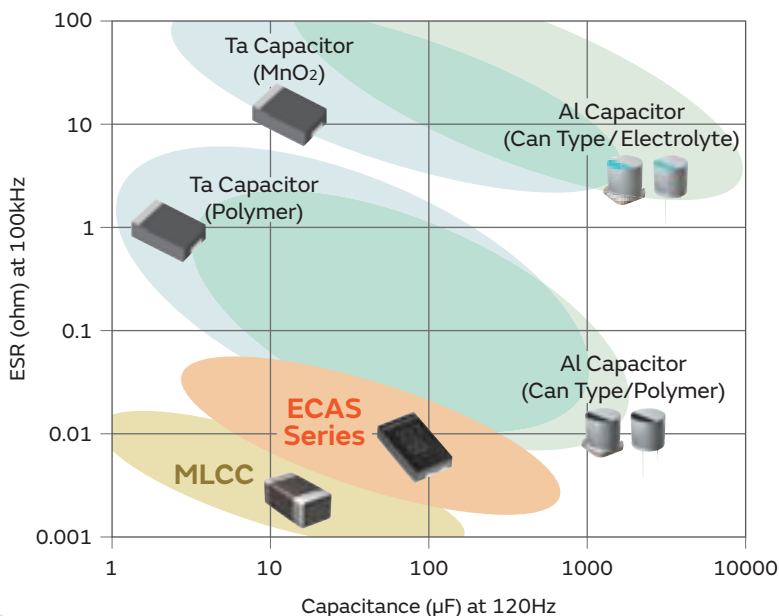 100
10
1
0.1
0.01
0.001
ESR (ohm) at 100kHz
Ta Capacitor
(MnO₂)
Al Capacitor
(Can Type/Electrolyte)
Ta Capacitor
(Polymer)
Al Capacitor
(Can Type/Polymer)
ECAS
Series
MLCC
1
10
100
1000
10000
Capacitance (µF) at 120Hz